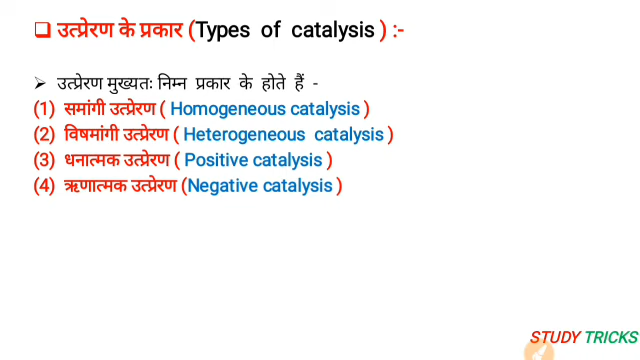 ❑ उत्प्रेरण के प्रकार (Types of catalysis ) :-
➢ उत्प्रेरण मुख्यतः निम्न प्रकार के होते हैं -
(1) समांगी उत्प्रेरण ( Homogeneous catalysis )
(2) विषमांगी उत्प्रेरण ( Heterogeneous catalysis )
(3) धनात्मक उत्प्रेरण ( Positive catalysis )
(4) ऋणात्मक उत्प्रेरण (Negative catalysis )
STUDY TRICKS